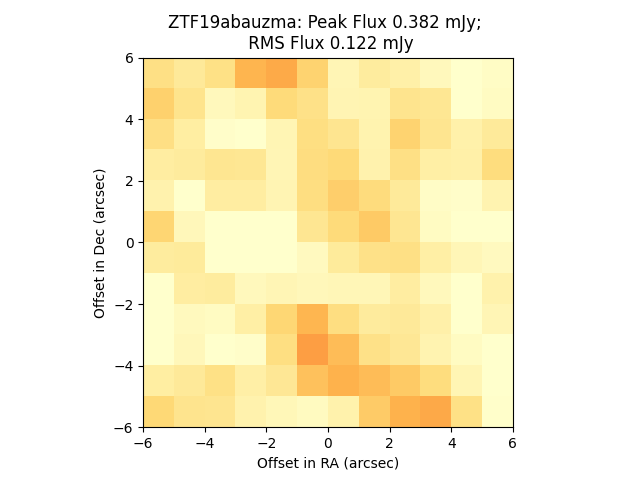 ZTF19abauzma: Peak Flux 0.382 mJy;
RMS Flux 0.122 mJy
6
4
2
0
−2
−4
−6
Offset in Dec (arcsec)
−6 −4 −2 0 2 4 6
Offset in RA (arcsec)